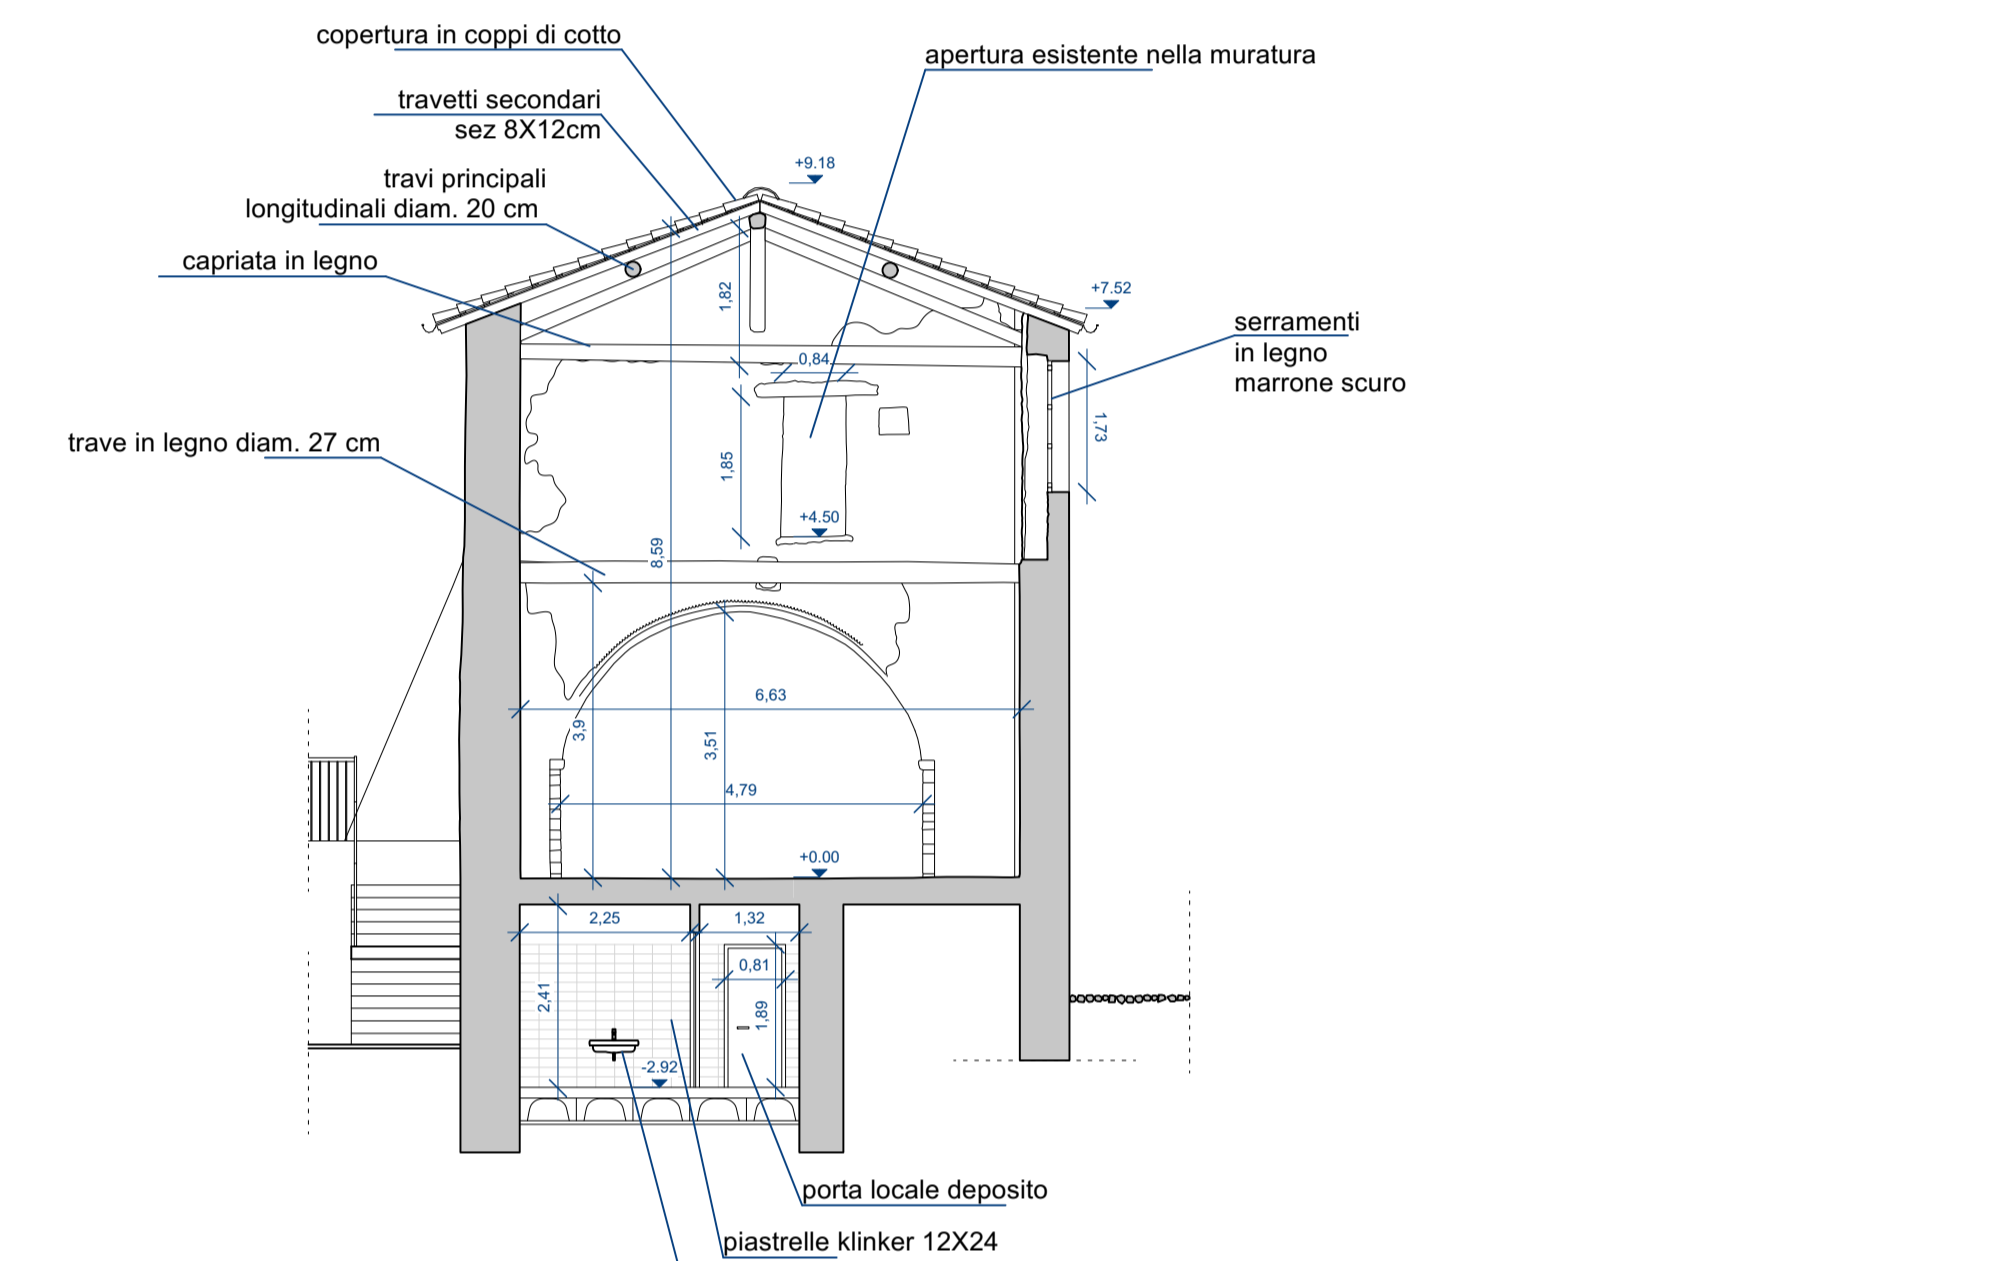 copertura in coppi di cotto
apertura esistente nella muratura
travetti secondari
sez 8X12cm
+9.18
travi principali
longitudinali diam. 20 cm
capriata in legno
1,82
+7.52
serramenti
in legno
marrone scuro
0,84
1,73
trave in legno diam. 27 cm
1,85
+4.50
8,59
6,63
3,9
3,51
4,79
+0.00
2,25
1,32
0,81
2,41
1,89
-2.92
porta locale deposito
piastrelle klinker 12X24